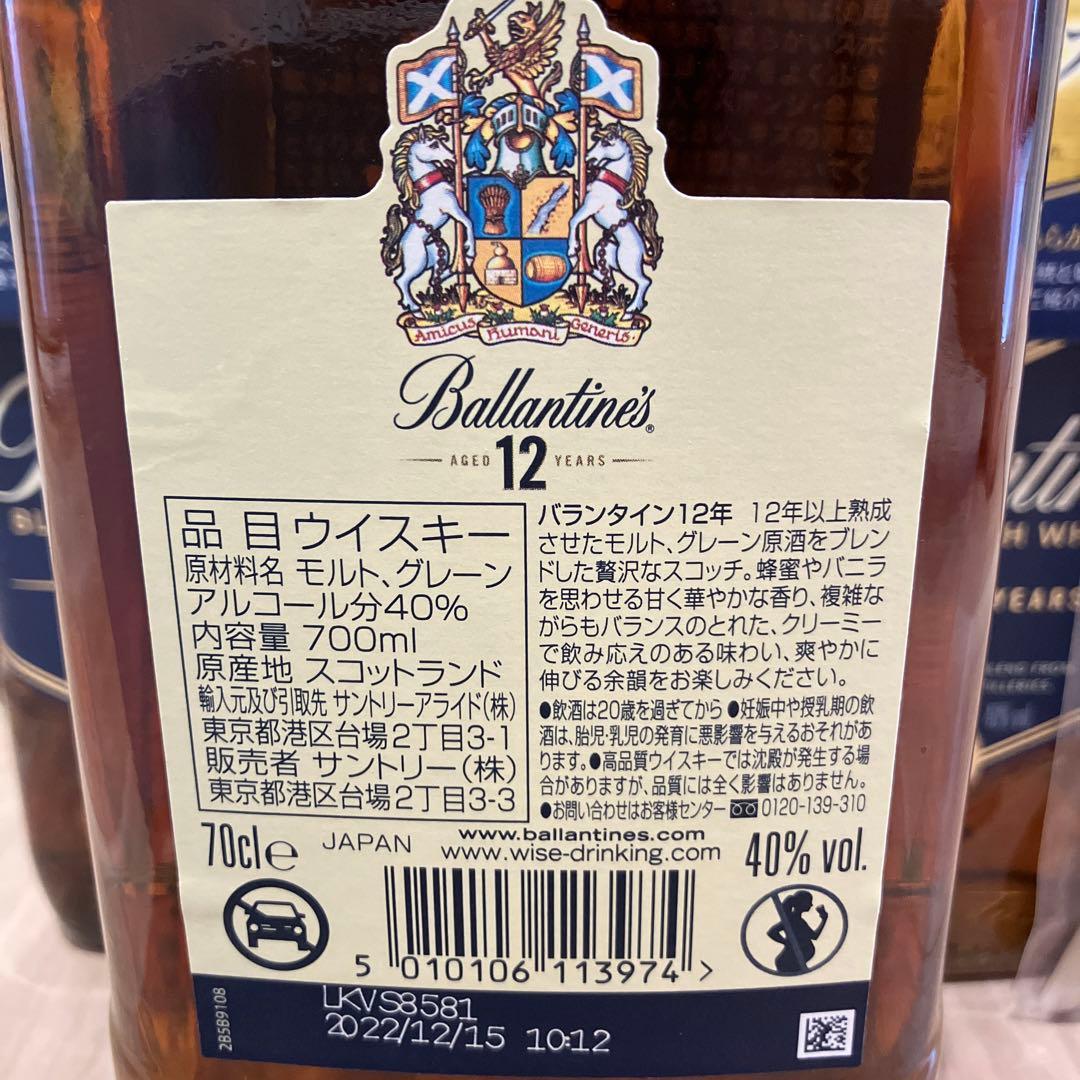 Amicus Humani Generis
Ballantine's
AGED 12 YEARS
品目ウイスキー
原材料名 モルト、グレーン
アルコール分40%
内容量 700ml
原産地 スコットランド
輸入元及び引取先 サントリーアライド(株)
東京都港区台場2丁目3-1
販売者 サントリー(株)
東京都港区台場2丁目3-3
バランタイン12年 12年以上熟成
させたモルト、グレーン原酒をブレン
ドした贅沢なスコッチ。蜂蜜やバニラ
を思わせる甘く華やかな香り、複雑な
がらもバランスのとれた、クリーミー
で飲み応えのある味わい、爽やかに
伸びる余韻をお楽しみください。
●飲酒は20歳を過ぎてから ●妊娠中や授乳期の飲
酒は、胎児・乳児の発育に悪影響を与えるおそれがあ
ります。●高品質ウイスキーでは沈殿が発生する場
合がありますが、品質には全く影響はありません。
●お問い合わせはお客様センター 0120-139-310
70cl e JAPAN
www.ballantines.com
www.wise-drinking.com
40% vol.
5 010106 113974 >
2B5B9108
LKVS8581
2022/12/15 10:12